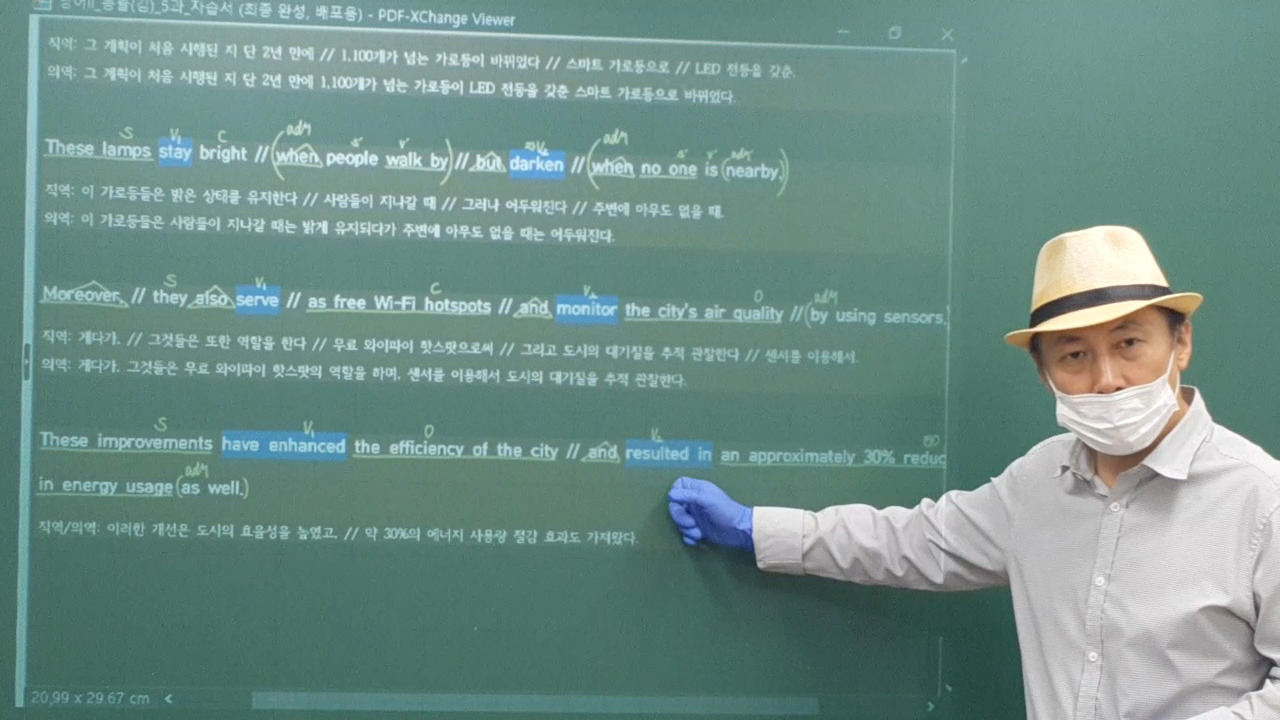 영어II_능률(김)_5과_자습서 (최종 완성, 배포용) - PDF-XChange Viewer
직역: 그 계획이 처음 시행된 지 단 2년 만에 // 1,100개가 넘는 가로등이 바뀌었다 // 스마트 가로등으로 // LED 전등을 갖춘.
의역: 그 계획이 처음 시행된 지 단 2년 만에 1,100개가 넘는 가로등이 LED 전등을 갖춘 스마트 가로등으로 바뀌었다.
S V₁ C adv S V V₂ adv S V adv
These lamps stay bright // (when people walk by) // but darken // (when no one is (nearby.))
직역: 이 가로등들은 밝은 상태를 유지한다 // 사람들이 지나갈 때 // 그러나 어두워진다 // 주변에 아무도 없을 때.
의역: 이 가로등들은 사람들이 지나갈 때는 밝게 유지되다가 주변에 아무도 없을 때는 어두워진다.
S V₁ C V₂ O adv
Moreover, // they also serve // as free Wi-Fi hotspots // and monitor the city's air quality // (by using sensors.
직역: 게다가, // 그것들은 또한 역할을 한다 // 무료 와이파이 핫스팟으로써 // 그리고 도시의 대기질을 추적 관찰한다 // 센서를 이용해서.
의역: 게다가, 그것들은 무료 와이파이 핫스팟의 역할을 하며, 센서를 이용해서 도시의 대기질을 추적 관찰한다.
S V₁ O V₂
These improvements have enhanced the efficiency of the city // and resulted in an approximately 30% reduc
adv
in energy usage (as well.)
직역/의역: 이러한 개선은 도시의 효율성을 높였고, // 약 30%의 에너지 사용량 절감 효과도 가져왔다.
20.99 x 29.67 cm